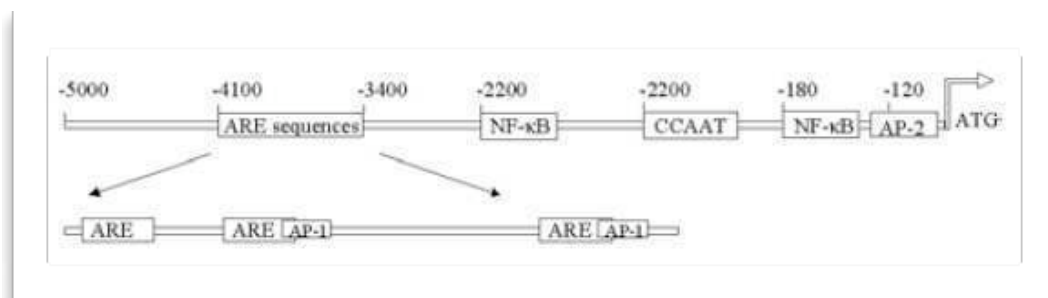 -5000 -4100 -3400 -2200 -2200 -180 -120
ARE sequences NF-κB CCAAT NF-κB AP-2 ATG
ARE ARE AP-1 ARE AP-1